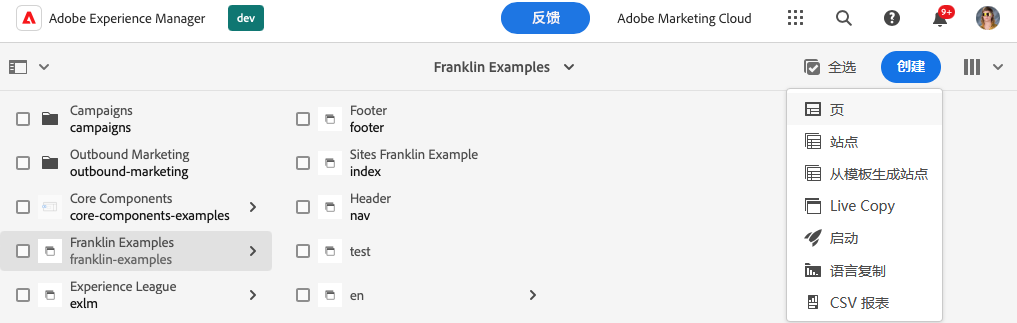 Adobe Experience Manager
dev
反馈
Adobe Marketing Cloud
9+
Franklin Examples
全选
创建
Campaigns
campaigns
Outbound Marketing
outbound-marketing
Core Components
core-components-examples
Franklin Examples
franklin-examples
Experience League
exlm
Footer
footer
Sites Franklin Example
index
Header
nav
test
en
页
站点
从模板生成站点
Live Copy
启动
语言复制
CSV 报表